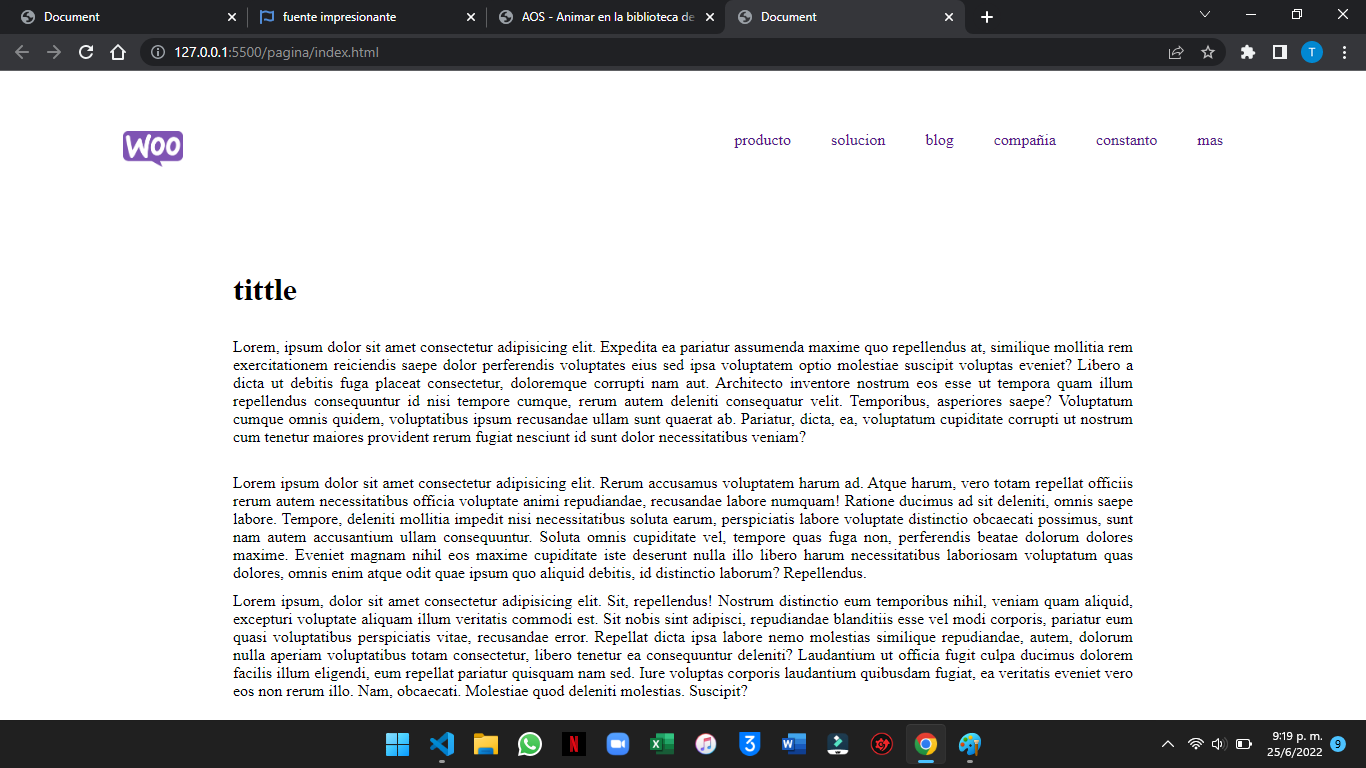 Document
fuente impresionante
AOS - Animar en la biblioteca de
Document
127.0.0.1:5500/pagina/index.html
T
WOO
producto solucion blog compañia constanto mas
tittle
Lorem, ipsum dolor sit amet consectetur adipisicing elit. Expedita ea pariatur assumenda maxime quo repellendus at, similique mollitia rem
exercitationem reiciendis saepe dolor perferendis voluptates eius sed ipsa voluptatem optio molestiae suscipit voluptas eveniet? Libero a
dicta ut debitis fuga placeat consectetur, doloremque corrupti nam aut. Architecto inventore nostrum eos esse ut tempora quam illum
repellendus consequuntur id nisi tempore cumque, rerum autem deleniti consequatur velit. Temporibus, asperiores saepe? Voluptatum
cumque omnis quidem, voluptatibus ipsum recusandae ullam sunt quaerat ab. Pariatur, dicta, ea, voluptatum cupiditate corrupti ut nostrum
cum tenetur maiores provident rerum fugiat nesciunt id sunt dolor necessitatibus veniam?
Lorem ipsum dolor sit amet consectetur adipisicing elit. Rerum accusamus voluptatem harum ad. Atque harum, vero totam repellat officiis
rerum autem necessitatibus officia voluptate animi repudiandae, recusandae labore numquam! Ratione ducimus ad sit deleniti, omnis saepe
labore. Tempore, deleniti mollitia impedit nisi necessitatibus soluta earum, perspiciatis labore voluptate distinctio obcaecati possimus, sunt
nam autem accusantium ullam consequuntur. Soluta omnis cupiditate vel, tempore quas fuga non, perferendis beatae dolorum dolores
maxime. Eveniet magnam nihil eos maxime cupiditate iste deserunt nulla illo libero harum necessitatibus laboriosam voluptatum quas
dolores, omnis enim atque odit quae ipsum quo aliquid debitis, id distinctio laborum? Repellendus.
Lorem ipsum, dolor sit amet consectetur adipisicing elit. Sit, repellendus! Nostrum distinctio eum temporibus nihil, veniam quam aliquid,
excepturi voluptate aliquam illum veritatis commodi est. Sit nobis sint adipisci, repudiandae blanditiis esse vel modi corporis, pariatur eum
quasi voluptatibus perspiciatis vitae, recusandae error. Repellat dicta ipsa labore nemo molestias similique repudiandae, autem, dolorum
nulla aperiam voluptatibus totam consectetur, libero tenetur ea consequuntur deleniti? Laudantium ut officia fugit culpa ducimus dolorem
facilis illum eligendi, eum repellat pariatur quisquam nam sed. Iure voluptas corporis laudantium quibusdam fugiat, ea veritatis eveniet vero
eos non rerum illo. Nam, obcaecati. Molestiae quod deleniti molestias. Suscipit?
9:19 p. m.
25/6/2022
9